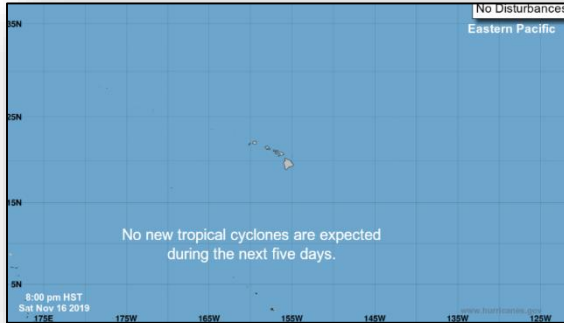 No Disturbances
35N
Eastern Pacific
25N
15N
No new tropical cyclones are expected
during the next five days.
5N
8:00 pm HST
Sat Nov 16 2019
www.hurricanes.gov
175E
175W
165W
155W
145W
135W
125W